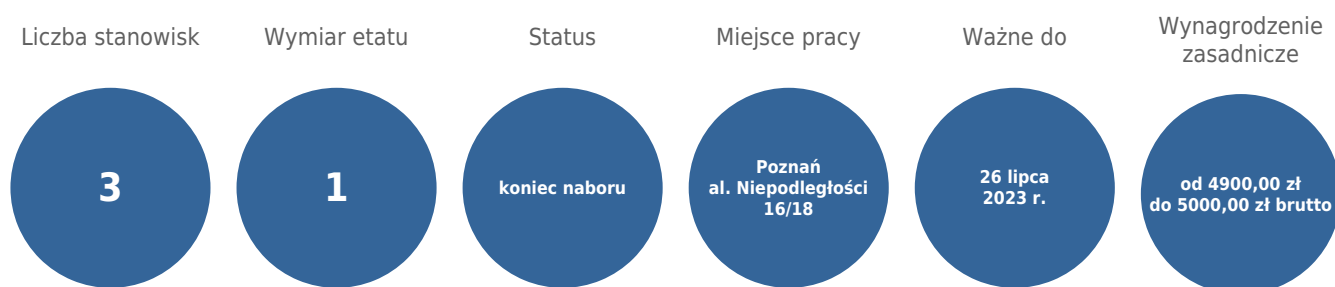 Liczba stanowisk
3
Wymiar etatu
1
Status
koniec naboru
Miejsce pracy
Poznań
al. Niepodległości
16/18
Ważne do
26 lipca
2023 r.
Wynagrodzenie
zasadnicze
od 4900,00 zł
do 5000,00 zł brutto